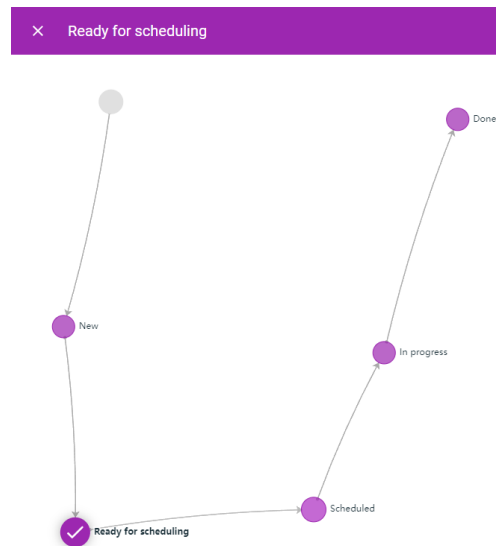 Ready for scheduling
Done
New
In progress
Scheduled
Ready for scheduling